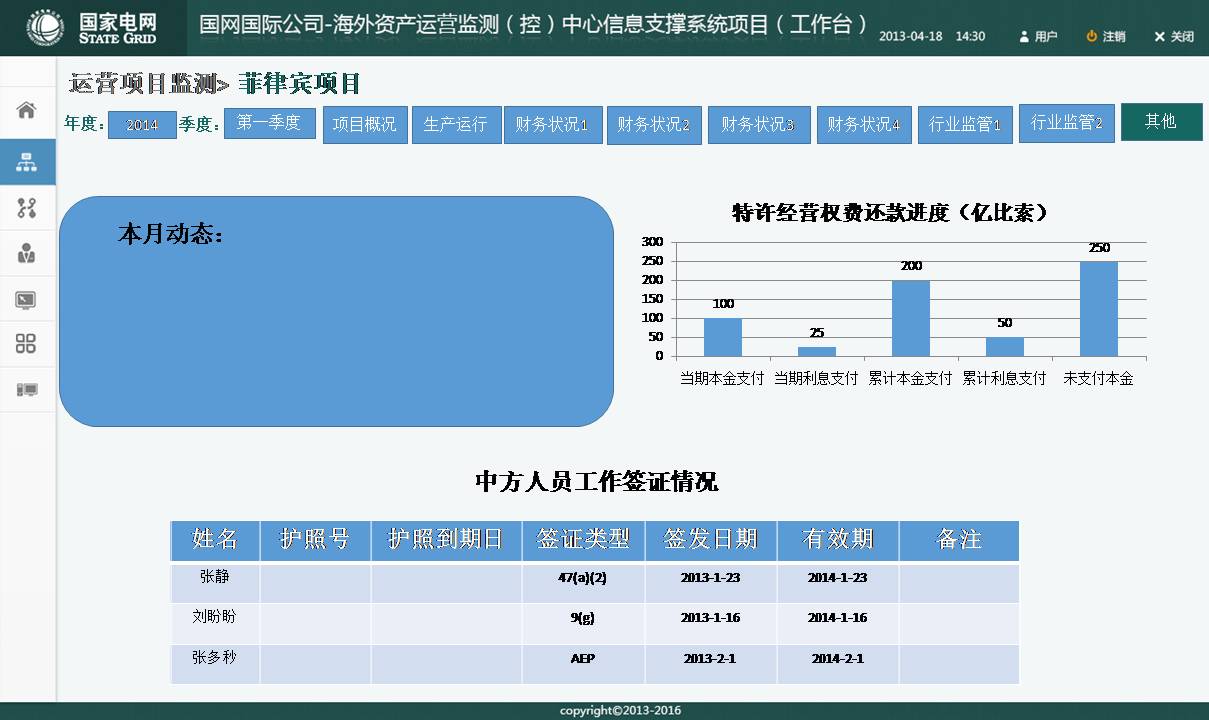 国家电网
STATE GRID
国网国际公司-海外资产运营监测（控）中心信息支撑系统项目（工作台）
2013-04-18 14:30 用户 注销 关闭
运营项目监测> 菲律宾项目
年度： 2014 季度： 第一季度 项目概况 生产运行 财务状况1 财务状况2 财务状况3 财务状况4 行业监管1 行业监管2 其他
本月动态：
特许经营权费还款进度（亿比索）
300
250
200
150
100
50
0
100
25
200
50
250
当期本金支付 当期利息支付 累计本金支付 累计利息支付 未支付本金
中方人员工作签证情况
姓名 护照号 护照到期日 签证类型 签发日期 有效期 备注
张静 47(a)(2) 2013-1-23 2014-1-23
刘盼盼 9(g) 2013-1-16 2014-1-16
张多秒 AEP 2013-2-1 2014-2-1
copyright©2013-2016